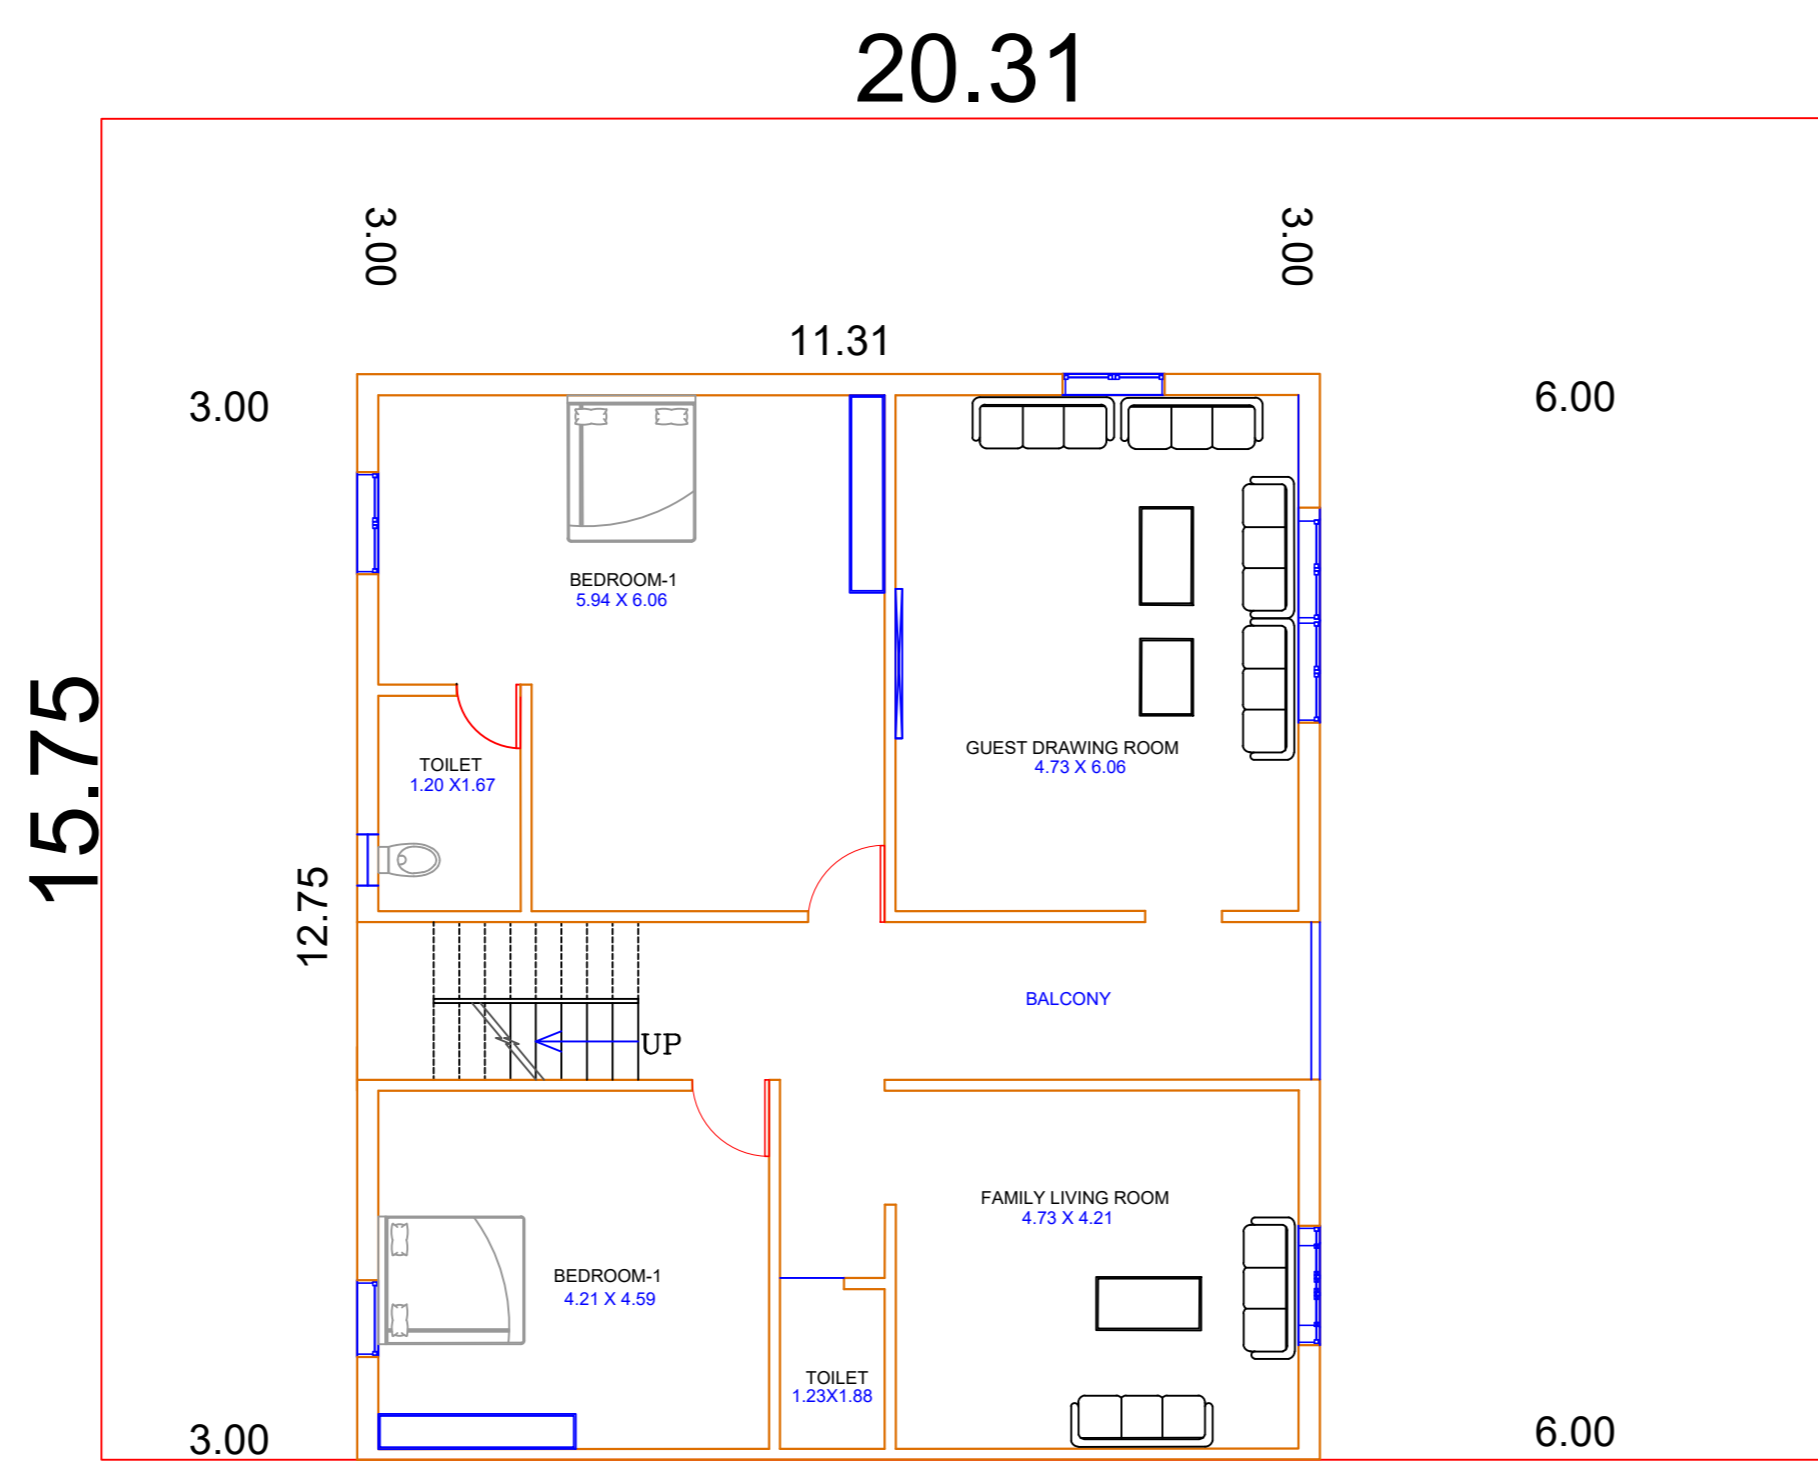 20.31
3.00
3.00
11.31
3.00
6.00
BEDROOM-1
5.94 X 6.06
GUEST DRAWING ROOM
4.73 X 6.06
TOILET
1.20 X1.67
15.75
12.75
BALCONY
UP
FAMILY LIVING ROOM
4.73 X 4.21
BEDROOM-1
4.21 X 4.59
TOILET
1.23X1.88
3.00
6.00